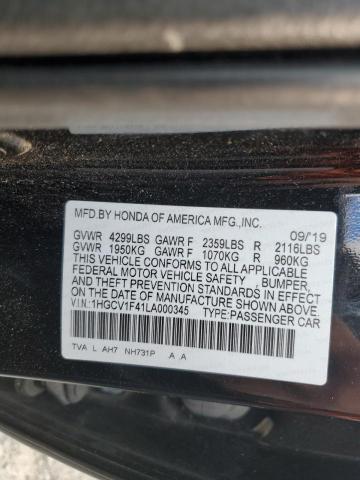 MFD. BY HONDA OF AMERICA MFG., INC. 09/'19
GVWR 4299LBS GAWR F 2359LBS R 2116LBS
GVWR 1950KG GAWR F 1070KG R 960KG
THIS VEHICLE CONFORMS TO ALL APPLICABLE
FEDERAL MOTOR VEHICLE SAFETY, BUMPER,
AND THEFT PREVENTION STANDARDS IN EFFECT
ON THE DATE OF MANUFACTURE SHOWN ABOVE.
V.I.N: 1HGCV1F41LA000345 TYPE: PASSENGER CAR
TVA L AH7 NH731P A A